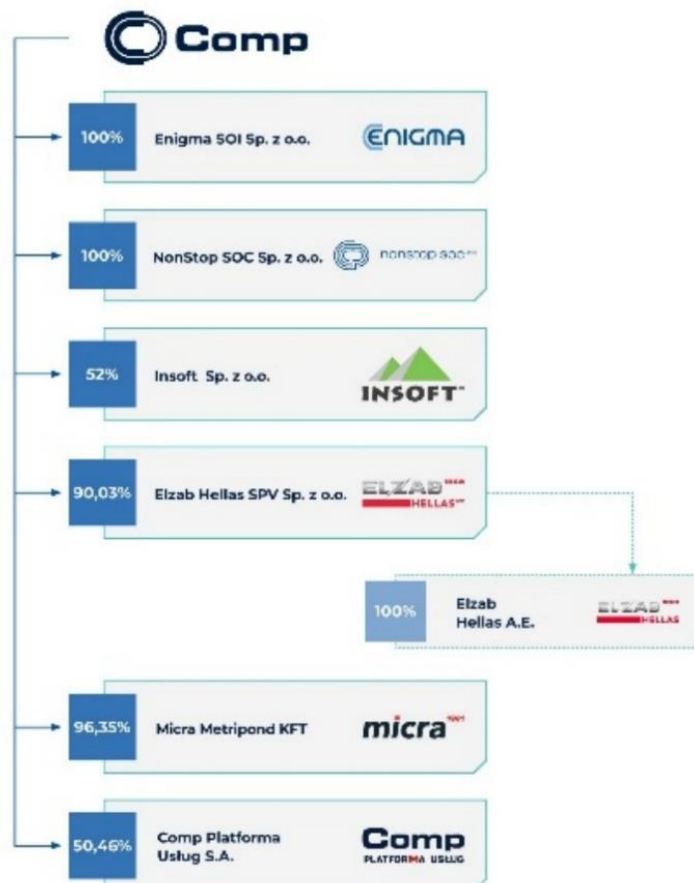 Comp
100%
Enigma SOI Sp. z o.o.
ENIGMA
100%
NonStop SOC Sp. z o.o.
nonstop soc
52%
Insoft Sp. z o.o.
INSOFT
90,03%
Elzab Hellas SPV Sp. z o.o.
ELZAB
HELLAS
100%
Elzab
Hellas A.E.
ELZAB
HELLAS
96,35%
Micra Metripond KFT
micra
50,46%
Comp Platforma
Usług S.A.
Comp
PLATFORMA USŁUG